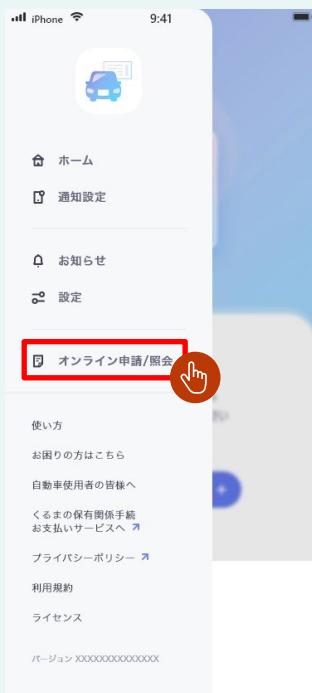 iPhone 9:41
ホーム
通知設定
お知らせ
設定
オンライン申請/照会
使い方
お困りの方はこちら
自動車使用者の皆様へ
くるまの保有関係手続
お支払いサービスへ
プライバシーポリシー
利用規約
ライセンス
バージョン XXXXXXXXXXXXXX